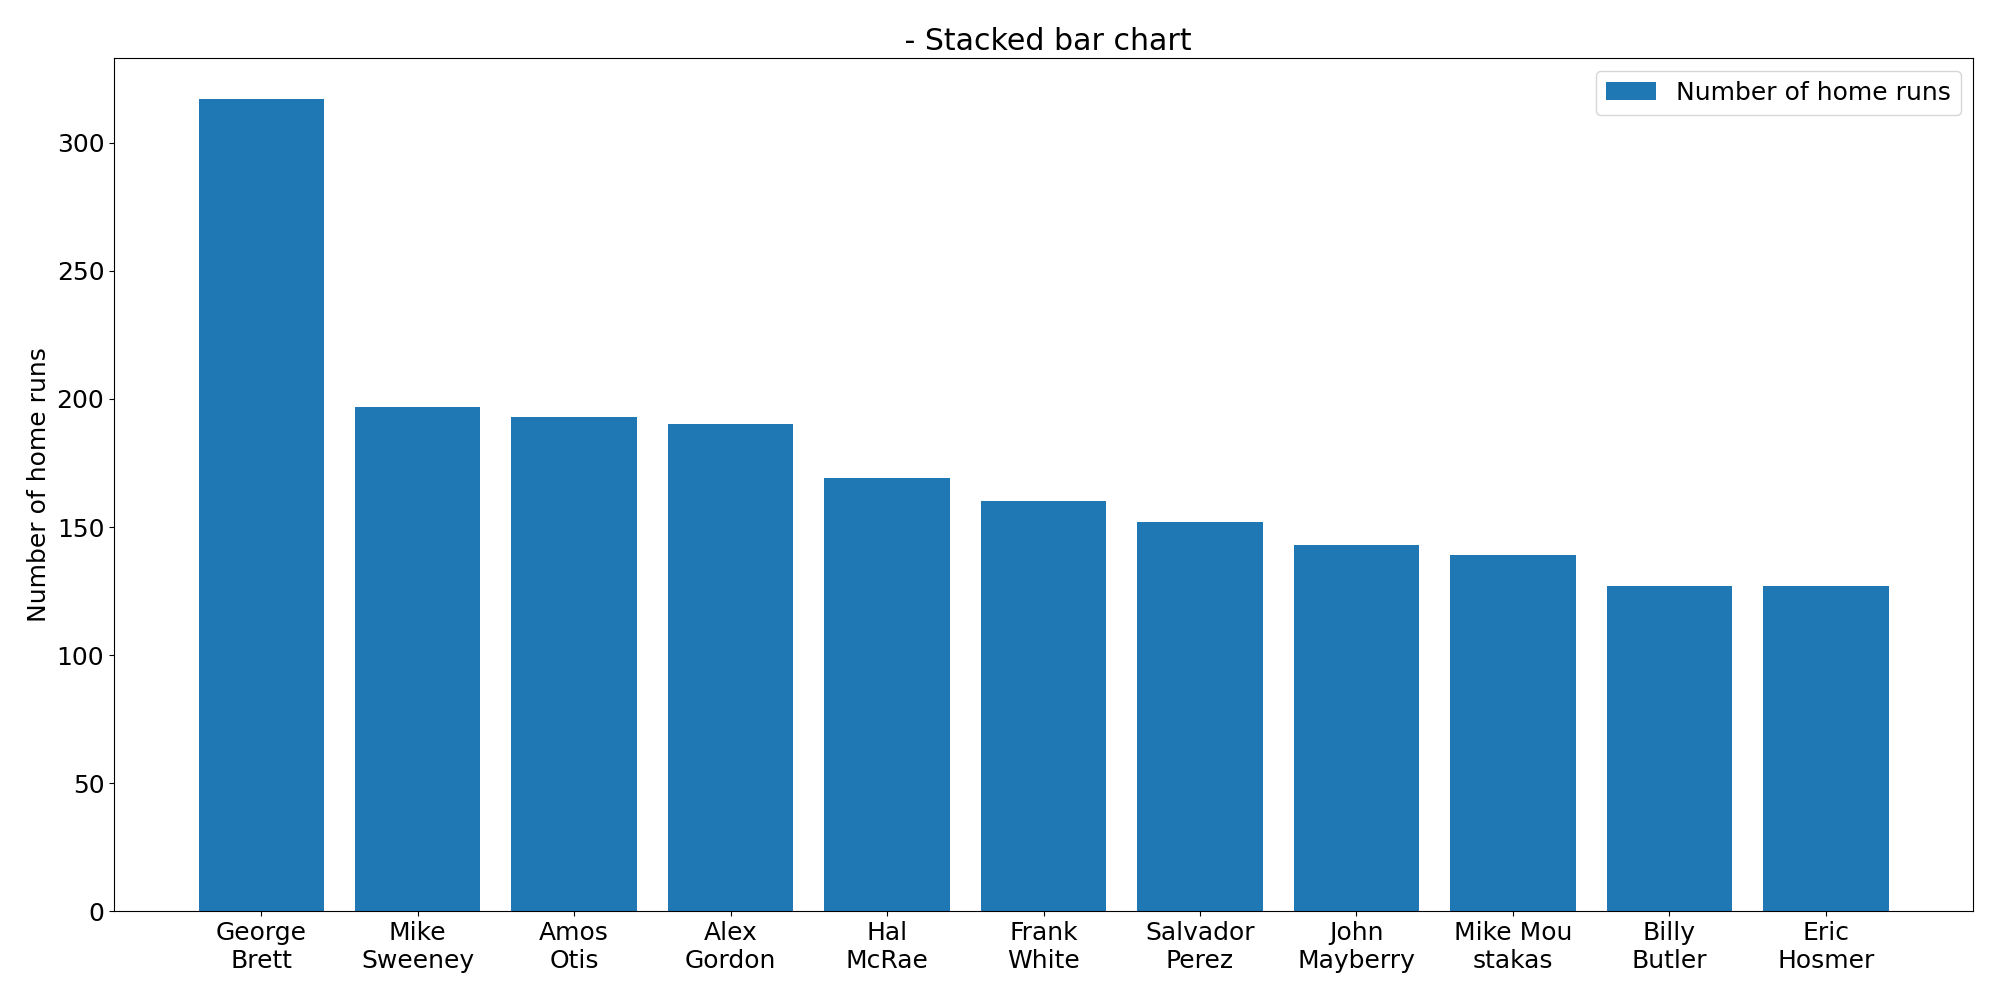 - Stacked bar chart
Number of home runs
Number of home runs
300
250
200
150
100
50
0
George
Brett
Mike
Sweeney
Amos
Otis
Alex
Gordon
Hal
McRae
Frank
White
Salvador
Perez
John
Mayberry
Mike Mou
stakas
Billy
Butler
Eric
Hosmer